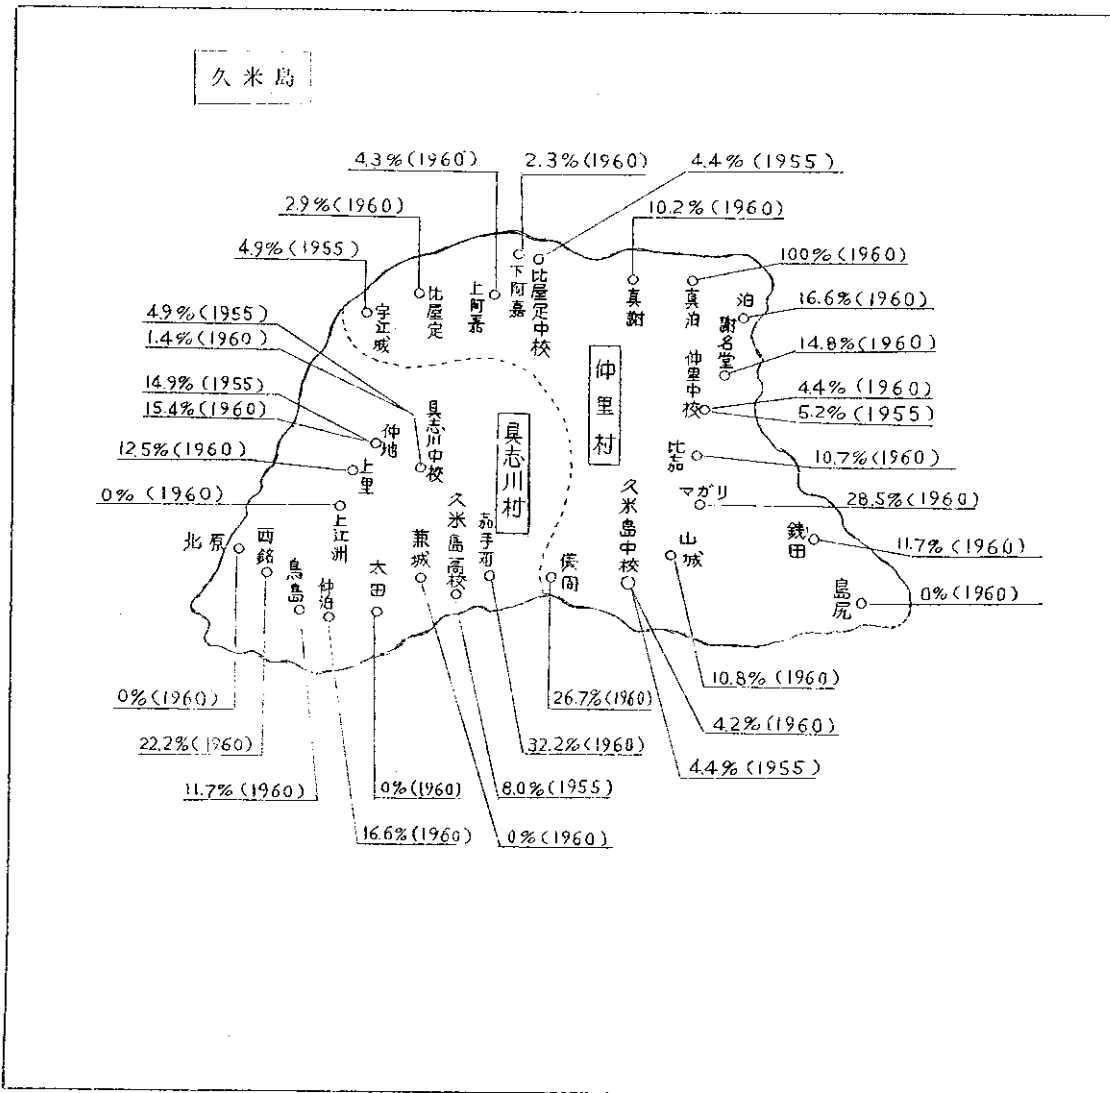 久米島
4.3%(1960)
2.3%(1960)
4.4%(1955)
2.9%(1960)
10.2%(1960)
4.9%(1955)
100%(1960)
宇江城
比屋定
上阿嘉
下阿嘉
比屋定中校
真謝
真泊
泊
16.6%(1960)
謝名堂
14.8%(1960)
4.9%(1955)
1.4%(1960)
14.9%(1955)
15.4%(1960)
12.5%(1960)
0%(1960)
仲地
具志川中校
上里
上江洲
具志川村
仲里村
仲里中校
4.4%(1960)
5.2%(1955)
比嘉
10.7%(1960)
マガリ
28.5%(1960)
銭田
11.7%(1960)
島尻
0%(1960)
北原
西銘
鳥島
仲泊
太田
兼城
久米島高校
嘉手苅
儀間
久米島中校
山城
0%(1960)
22.2%(1960)
11.7%(1960)
16.6%(1960)
0%(1960)
0%(1960)
8.0%(1955)
32.2%(1960)
26.7%(1960)
10.8%(1960)
4.2%(1960)
4.4%(1955)